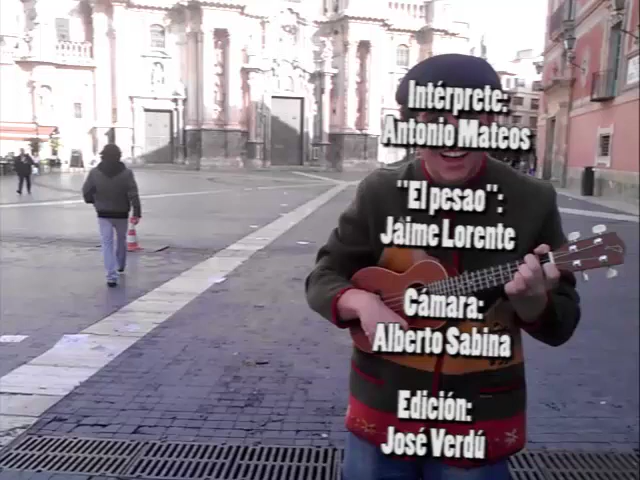 Intérprete:
Antonio Mateos
"El pesao":
Jaime Lorente
Cámara:
Alberto Sabina
Edición:
José Verdú